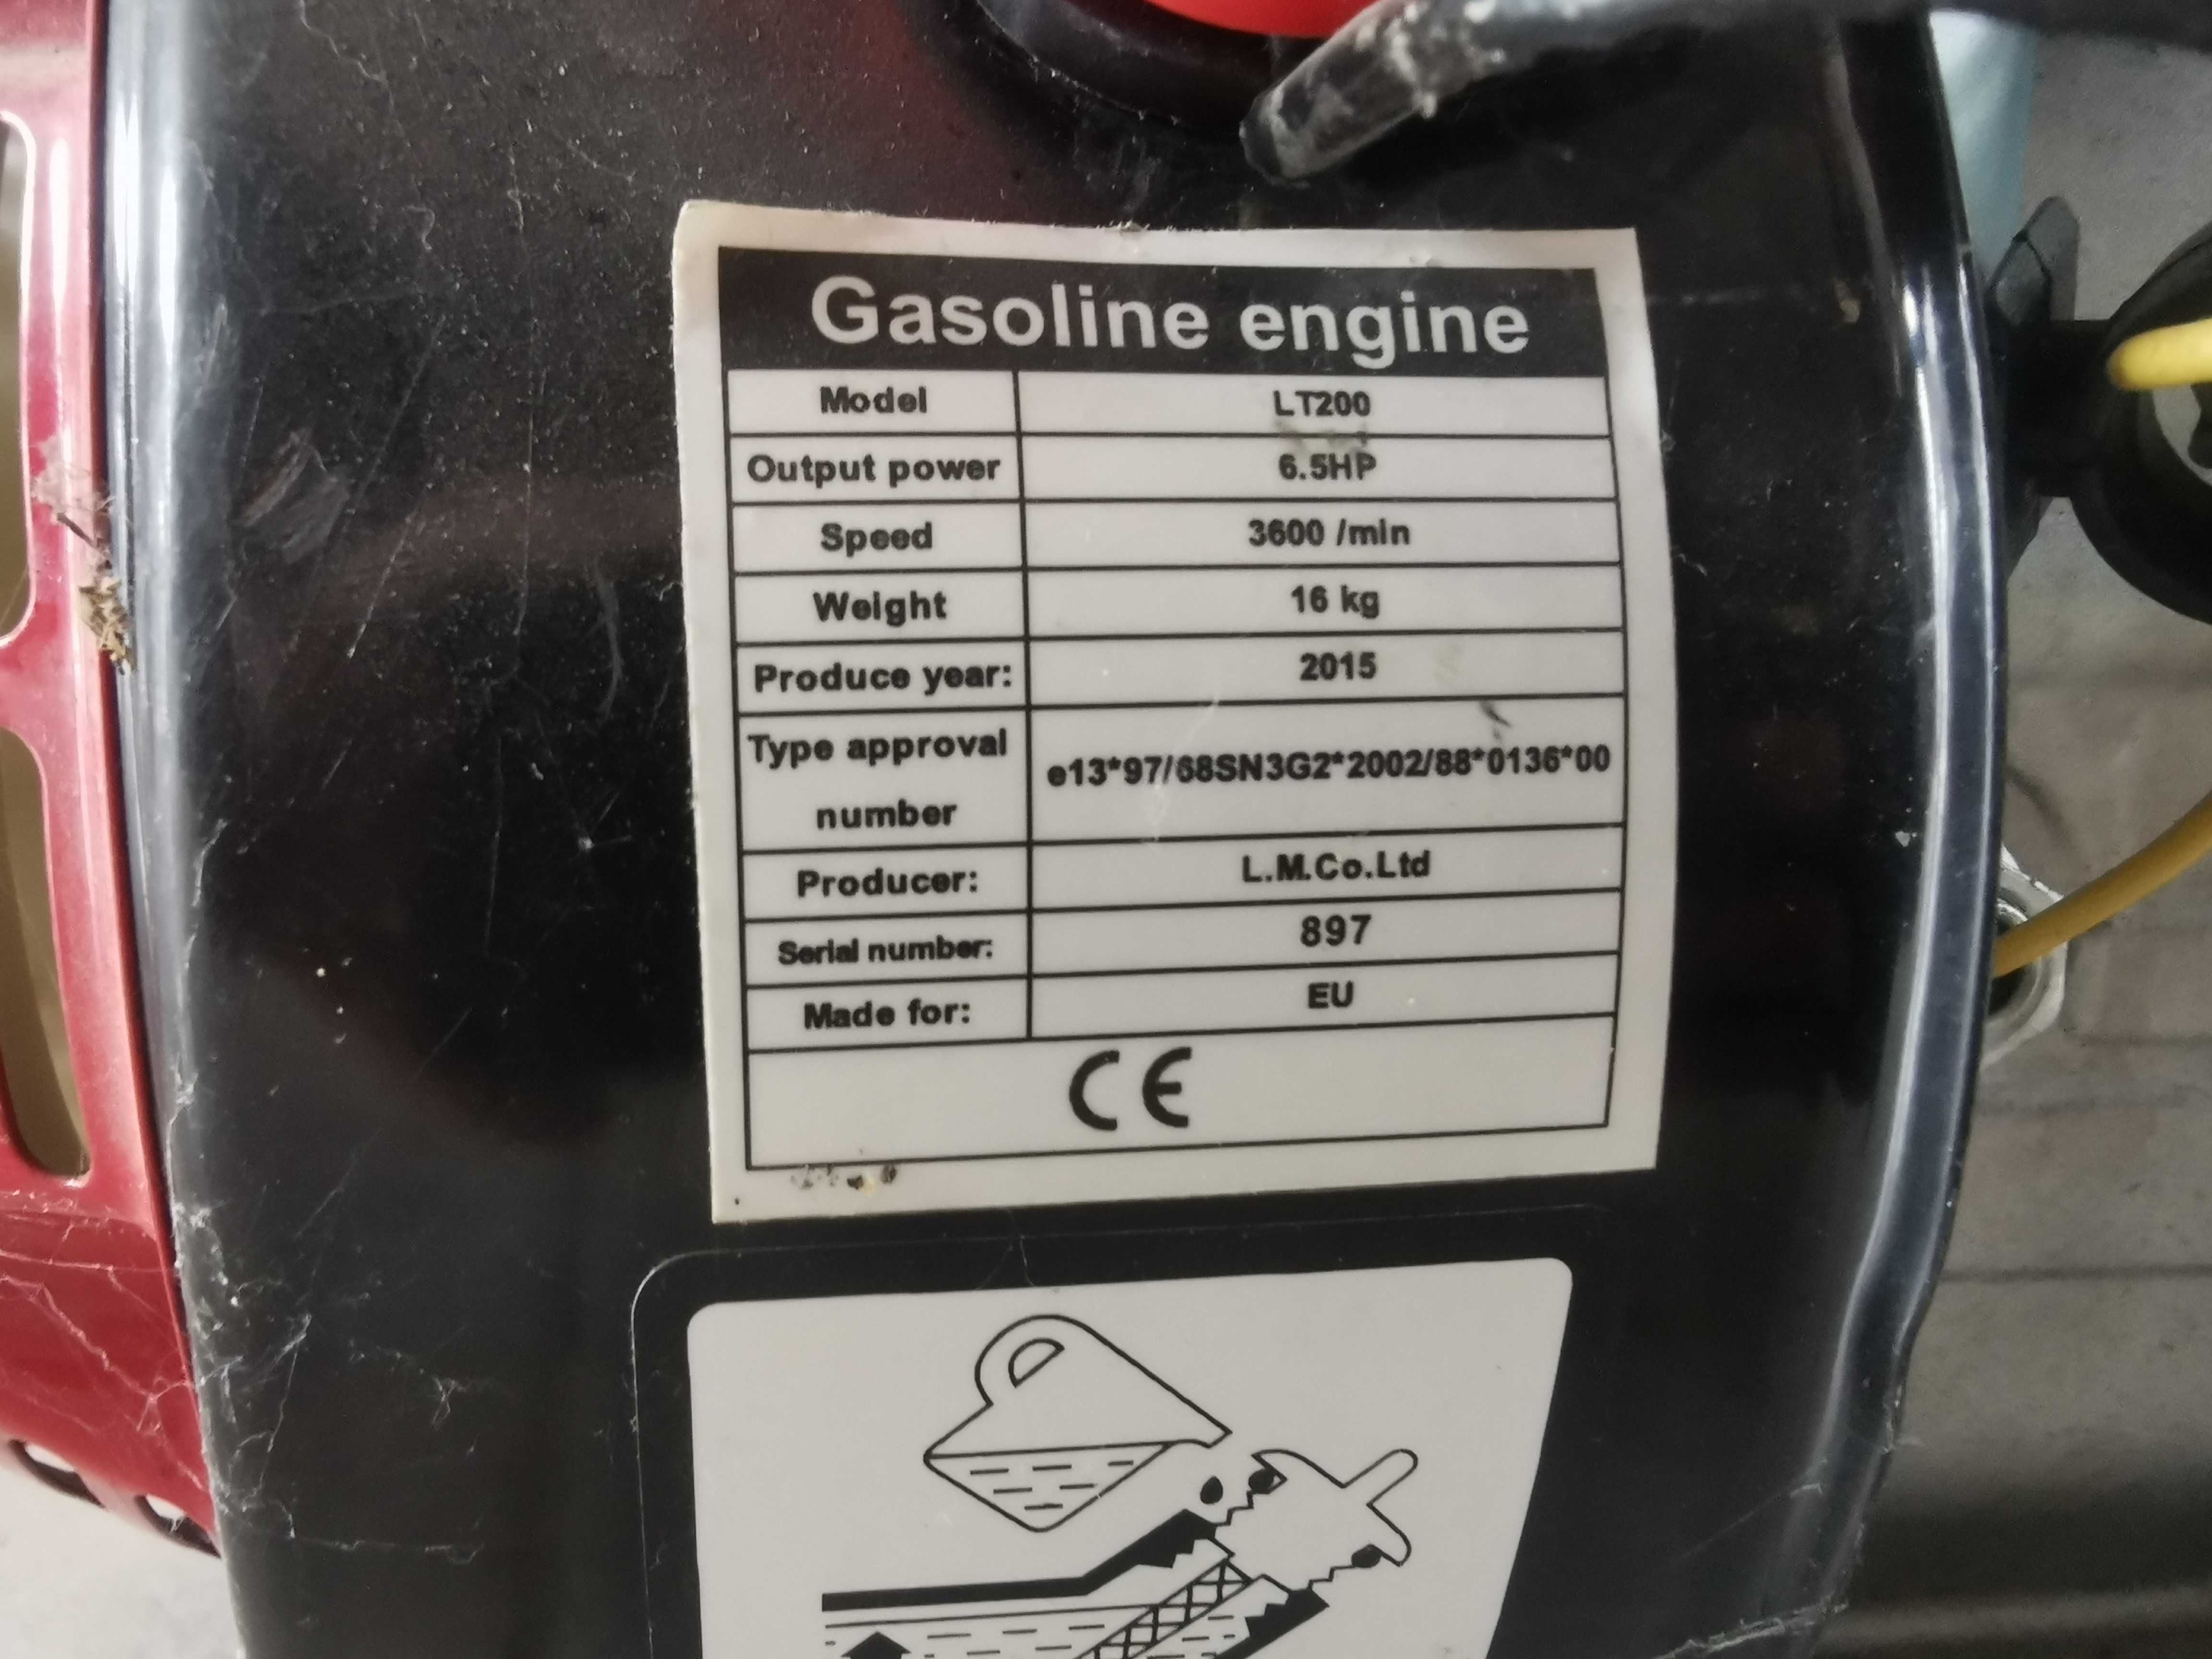 Gasoline engine
Model LT200
Output power 6.5HP
Speed 3600 /min
Weight 16 kg
Produce year: 2015
Type approval number e13*97/68SN3G2*2002/88*0136*00
Producer: L.M.Co.Ltd
Serial number: 897
Made for: EU
CE